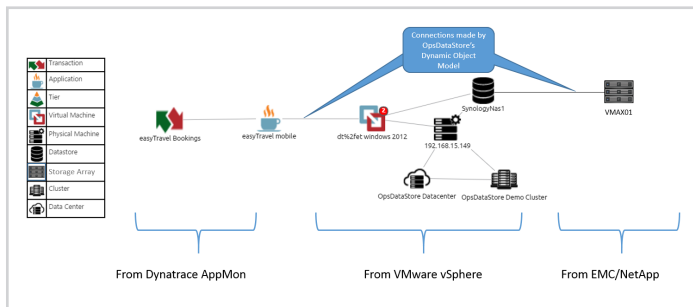 Connections made by
OpsDataStore's
Dynamic Object
Model
Transaction
Application
Tier
Virtual Machine
Physical Machine
Datastore
Storage Array
Cluster
Data Center
easyTravel Bookings
easyTravel mobile
2
dt%2fet windows 2012
SynologyNas1
VMAX01
192.168.15.149
OpsDataStore Datacenter
OpsDataStore Demo Cluster
From Dynatrace AppMon
From VMware vSphere
From EMC/NetApp